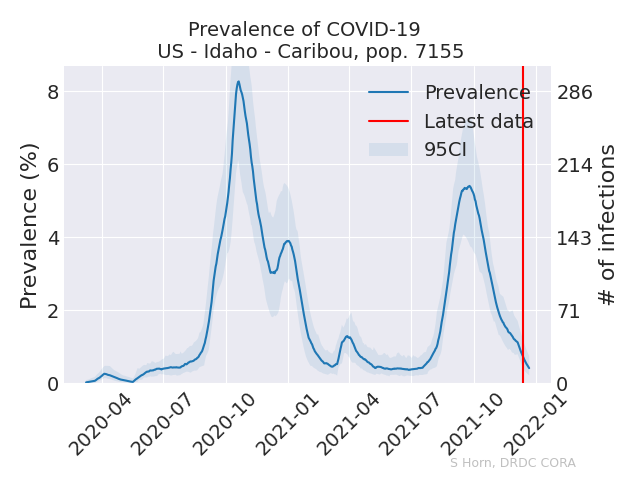 Prevalence of COVID-19
US - Idaho - Caribou, pop. 7155
Prevalence
Latest data
95CI
8
6
4
2
0
286
214
143
71
0
Prevalence (%)
# of infections
2020-04
2020-07
2020-10
2021-01
2021-04
2021-07
2021-10
2022-01
S Horn, DRDC CORA